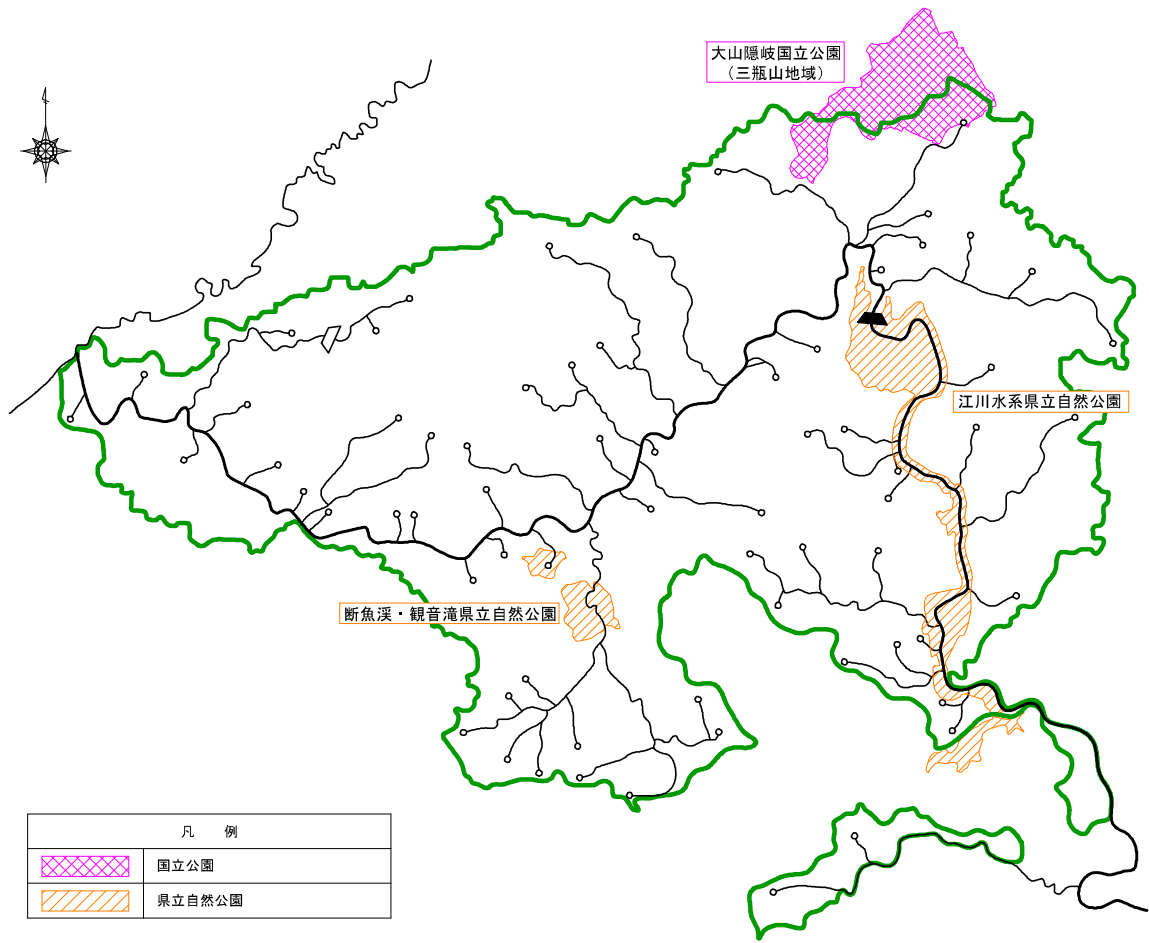 大山隠岐国立公園
(三瓶山地域)
江川水系県立自然公園
断魚渓・観音滝県立自然公園
凡 例
国立公園
県立自然公園